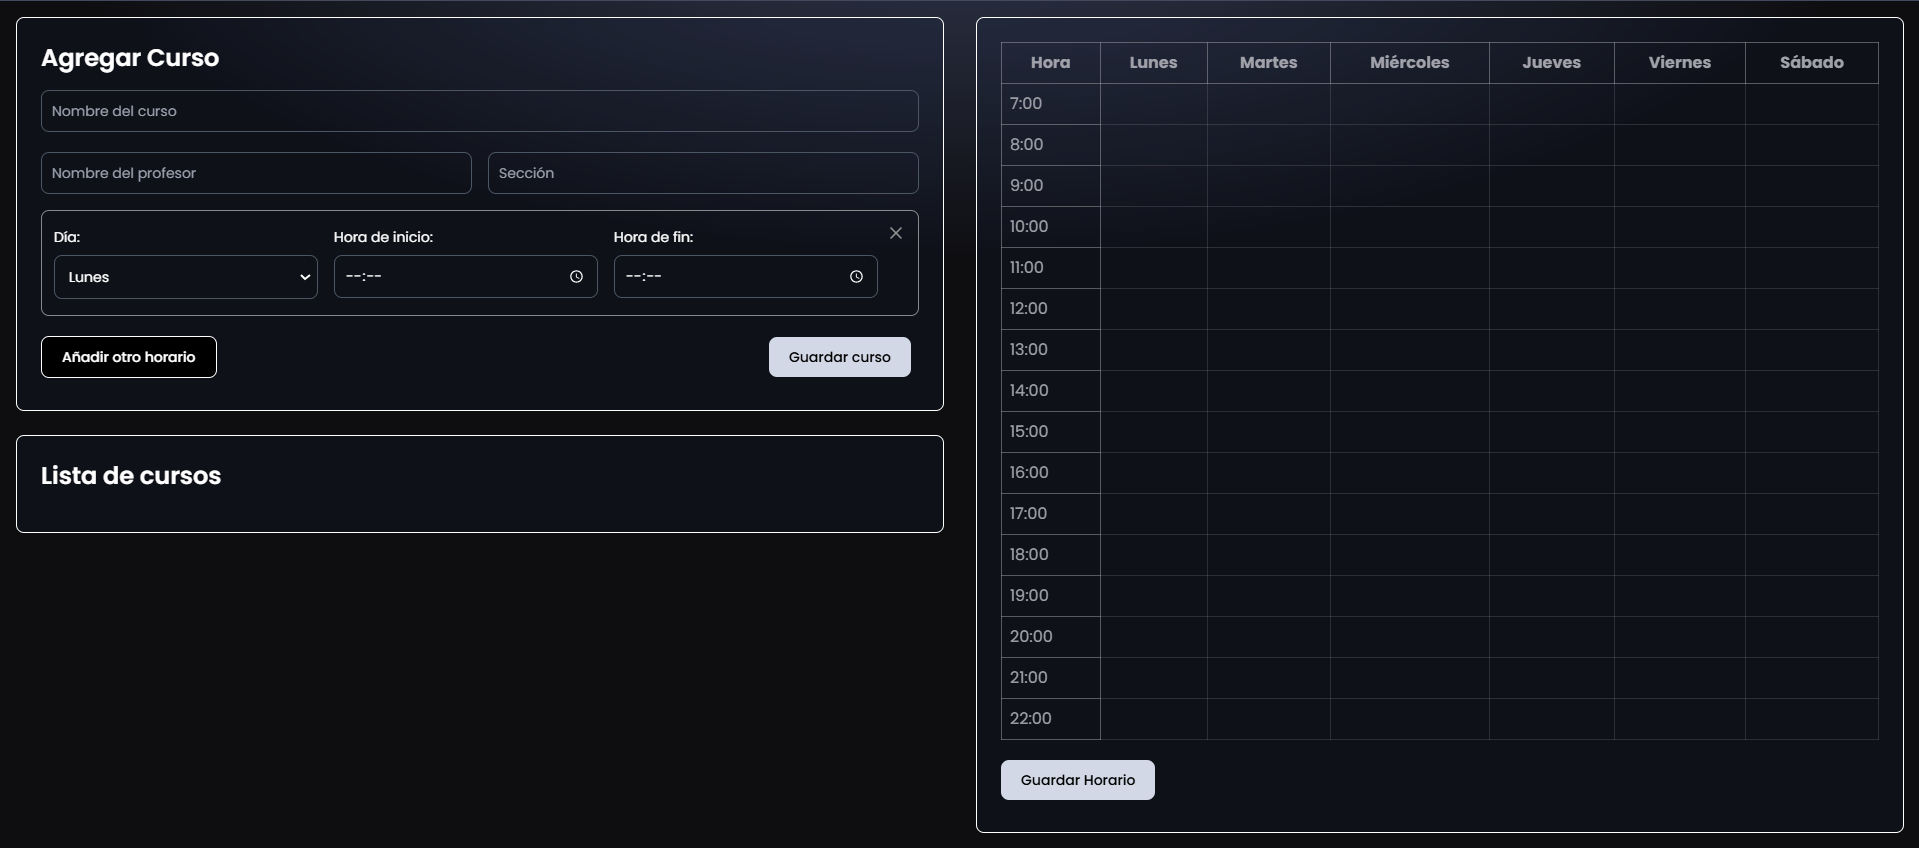 Agregar Curso
Nombre del curso
Nombre del profesor Sección
Día: Hora de inicio: Hora de fin:
Lunes --:-- --:--
Añadir otro horario Guardar curso
Lista de cursos
Hora Lunes Martes Miércoles Jueves Viernes Sábado
7:00
8:00
9:00
10:00
11:00
12:00
13:00
14:00
15:00
16:00
17:00
18:00
19:00
20:00
21:00
22:00
Guardar Horario